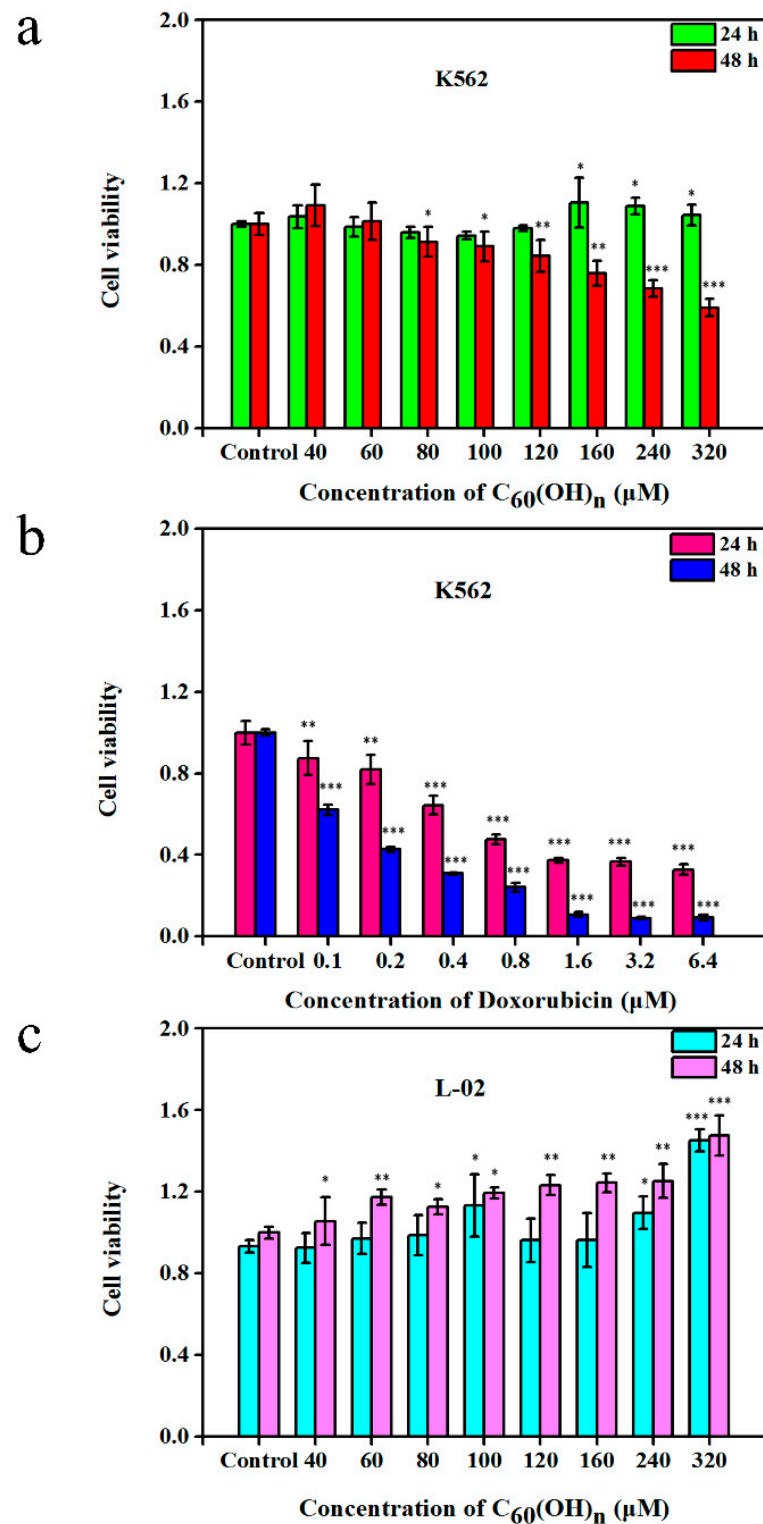 a
2.0
24 h
48 h
K562
1.6
* * *
1.2
* * ** ** *** ***
0.8
0.4
0.0
Cell viability
Control 40 60 80 100 120 160 240 320
Concentration of C60(OH)n (μM)
b
2.0
24 h
48 h
K562
1.6
1.2
** **
0.8
*** *** *** *** *** *** ***
0.4
*** *** *** *** *** ***
0.0
Cell viability
Control 0.1 0.2 0.4 0.8 1.6 3.2 6.4
Concentration of Doxorubicin (μM)
c
2.0
24 h
48 h
L-02
1.6
*** ***
* ** * * * ** ** * **
1.2
0.8
0.4
0.0
Cell viability
Control 40 60 80 100 120 160 240 320
Concentration of C60(OH)n (μM)